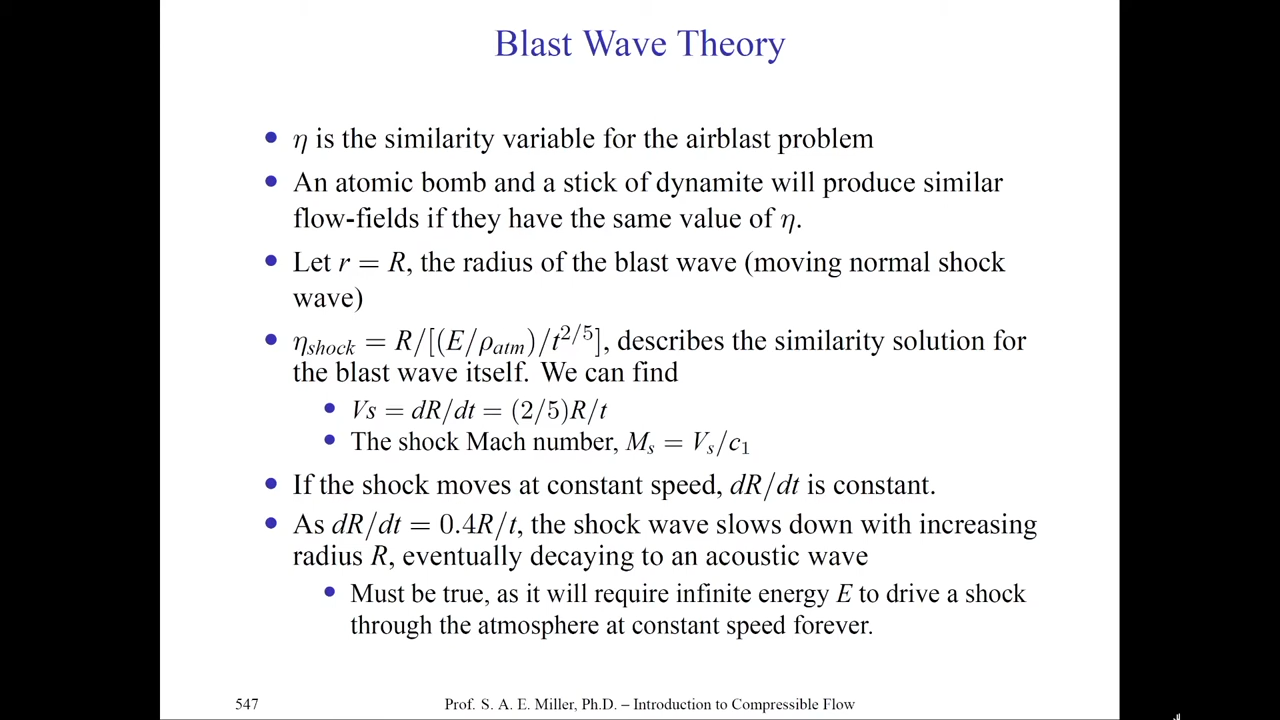 Blast Wave Theory
• η is the similarity variable for the airblast problem
• An atomic bomb and a stick of dynamite will produce similar
flow-fields if they have the same value of η.
• Let r = R, the radius of the blast wave (moving normal shock
wave)
• η_shock = R/[(E/ρ_atm)/t^{2/5}], describes the similarity solution for
the blast wave itself. We can find
• Vs = dR/dt = (2/5)R/t
• The shock Mach number, M_s = V_s/c_1
• If the shock moves at constant speed, dR/dt is constant.
• As dR/dt = 0.4R/t, the shock wave slows down with increasing
radius R, eventually decaying to an acoustic wave
• Must be true, as it will require infinite energy E to drive a shock
through the atmosphere at constant speed forever.
547 Prof. S. A. E. Miller, Ph.D. – Introduction to Compressible Flow